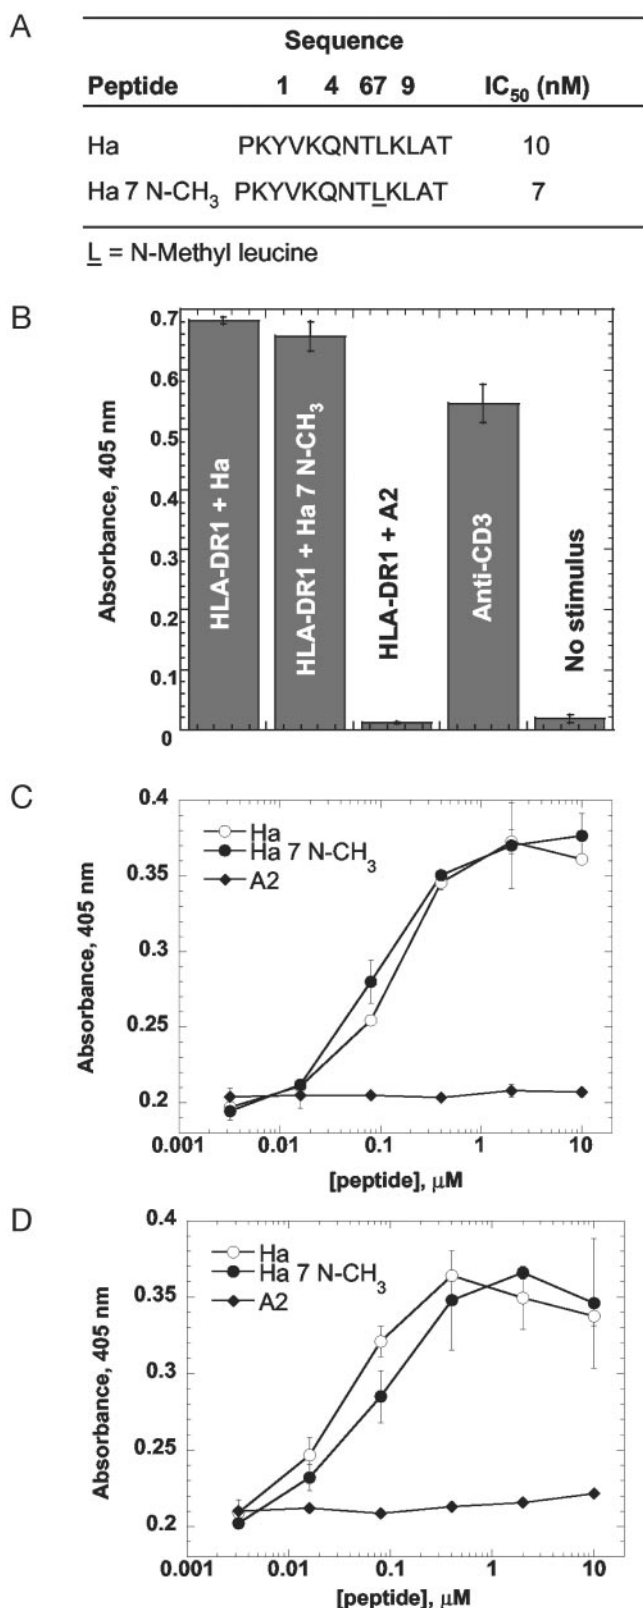 A
Sequence
Peptide 1 4 67 9 IC50 (nM)
Ha PKYVKQNTLKLAT 10
Ha 7 N-CH3 PKYVKQNTLKLAT 7
L = N-Methyl leucine
B
Absorbance, 405 nm
0.7
0.6
0.5
0.4
0.3
0.2
0.1
0
HLA-DR1 + Ha
HLA-DR1 + Ha 7 N-CH3
HLA-DR1 + A2
Anti-CD3
No stimulus
C
Absorbance, 405 nm
0.4
0.35
0.3
0.25
0.2
Ha
Ha 7 N-CH3
A2
0.001 0.01 0.1 1 10
[peptide], μM
D
Absorbance, 405 nm
0.4
0.35
0.3
0.25
0.2
Ha
Ha 7 N-CH3
A2
0.001 0.01 0.1 1 10
[peptide], μM